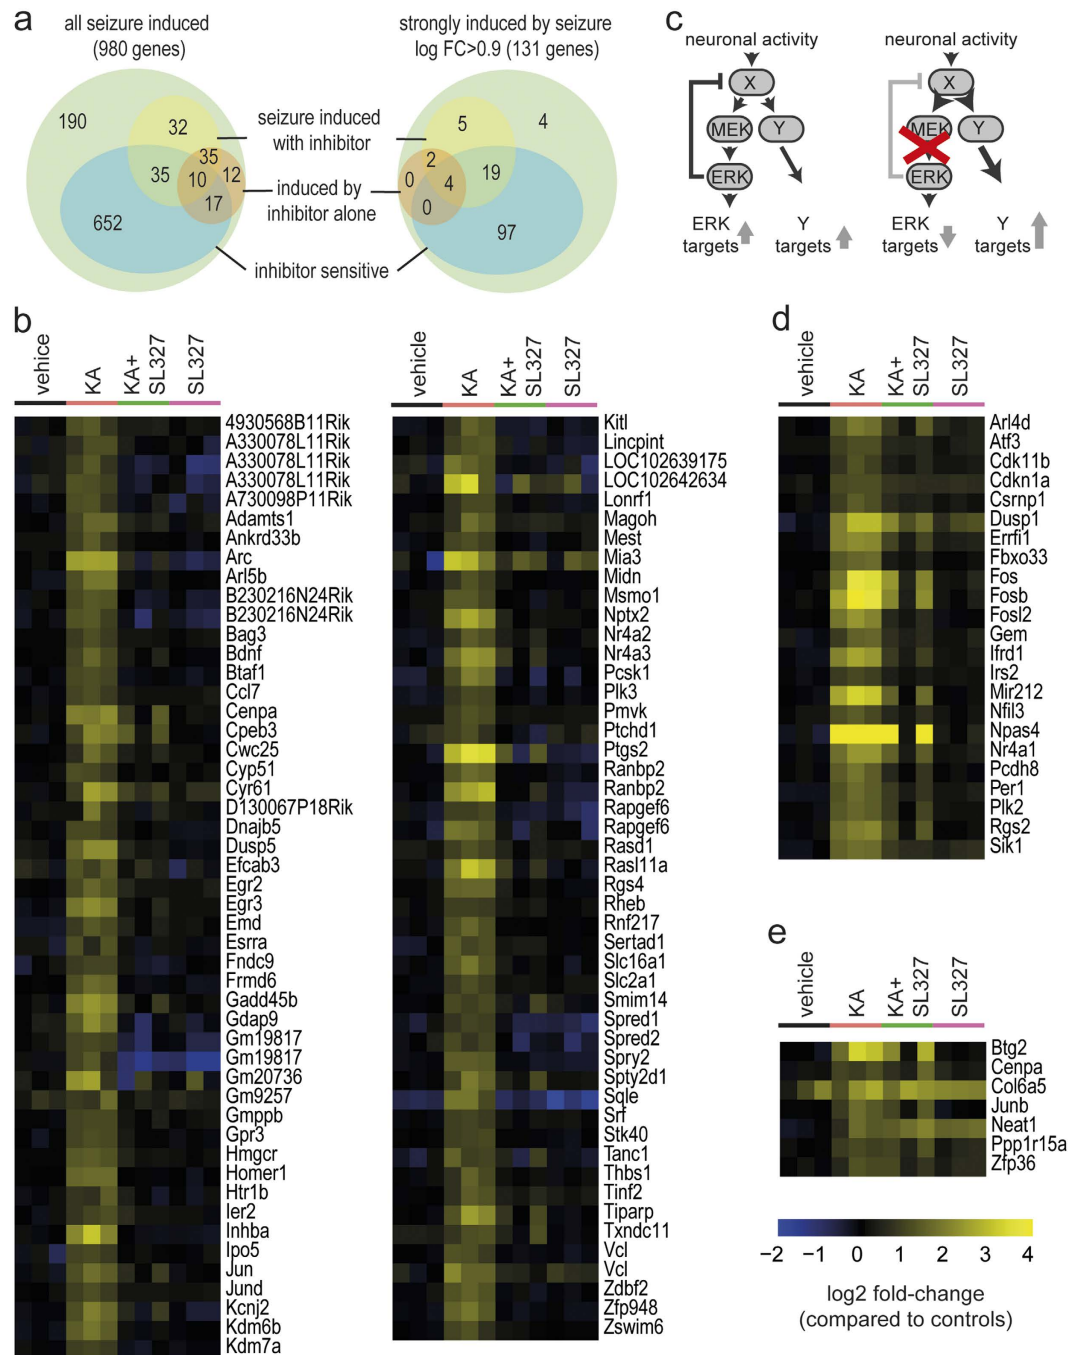 a
all seizure induced
(980 genes)
strongly induced by seizure
log FC>0.9 (131 genes)
190
32
35
35
10
12
17
652
seizure induced
with inhibitor
induced by
inhibitor alone
inhibitor sensitive
5
4
2
0
4
19
0
97
c
neuronal activity
X
MEK
Y
ERK
ERK
targets
Y
targets
neuronal activity
X
MEK
Y
ERK
ERK
targets
Y
targets
b
vehice
KA
KA+
SL327
SL327
4930568B11Rik
A330078L11Rik
A330078L11Rik
A330078L11Rik
A730098P11Rik
Adamts1
Ankrd33b
Arc
Arl5b
B230216N24Rik
B230216N24Rik
Bag3
Bdnf
Btaf1
Ccl7
Cenpa
Cpeb3
Cwc25
Cyp51
Cyr61
D130067P18Rik
Dnajb5
Dusp5
Efcab3
Egr2
Egr3
Emd
Esrra
Fndc9
Frmd6
Gadd45b
Gdap9
Gm19817
Gm19817
Gm20736
Gm9257
Gmppb
Gpr3
Hmgcr
Homer1
Htr1b
Ier2
Inhba
Ipo5
Jun
Jund
Kcnj2
Kdm6b
Kdm7a
vehicle
KA
KA+
SL327
SL327
Kitl
Lincpint
LOC102639175
LOC102642634
Lonrf1
Magoh
Mest
Mia3
Midn
Msmo1
Nptx2
Nr4a2
Nr4a3
Pcsk1
Plk3
Pmvk
Ptchd1
Ptgs2
Ranbp2
Ranbp2
Rapgef6
Rapgef6
Rasd1
Rasl11a
Rgs4
Rheb
Rnf217
Sertad1
Slc16a1
Slc2a1
Smim14
Spred1
Spred2
Spry2
Spty2d1
Sqle
Srf
Stk40
Tanc1
Thbs1
Tinf2
Tiparp
Txndc11
Vcl
Vcl
Zdbf2
Zfp948
Zswim6
d
vehicle
KA
KA+
SL327
SL327
Arl4d
Atf3
Cdk11b
Cdkn1a
Csrnp1
Dusp1
Errfi1
Fbxo33
Fos
Fosb
Fosl2
Gem
Ifrd1
Irs2
Mir212
Nfil3
Npas4
Nr4a1
Pcdh8
Per1
Plk2
Rgs2
Sik1
e
vehicle
KA
KA+
SL327
SL327
Btg2
Cenpa
Col6a5
Junb
Neat1
Ppp1r15a
Zfp36
−2 −1 0 1 2 3 4
log2 fold-change
(compared to controls)